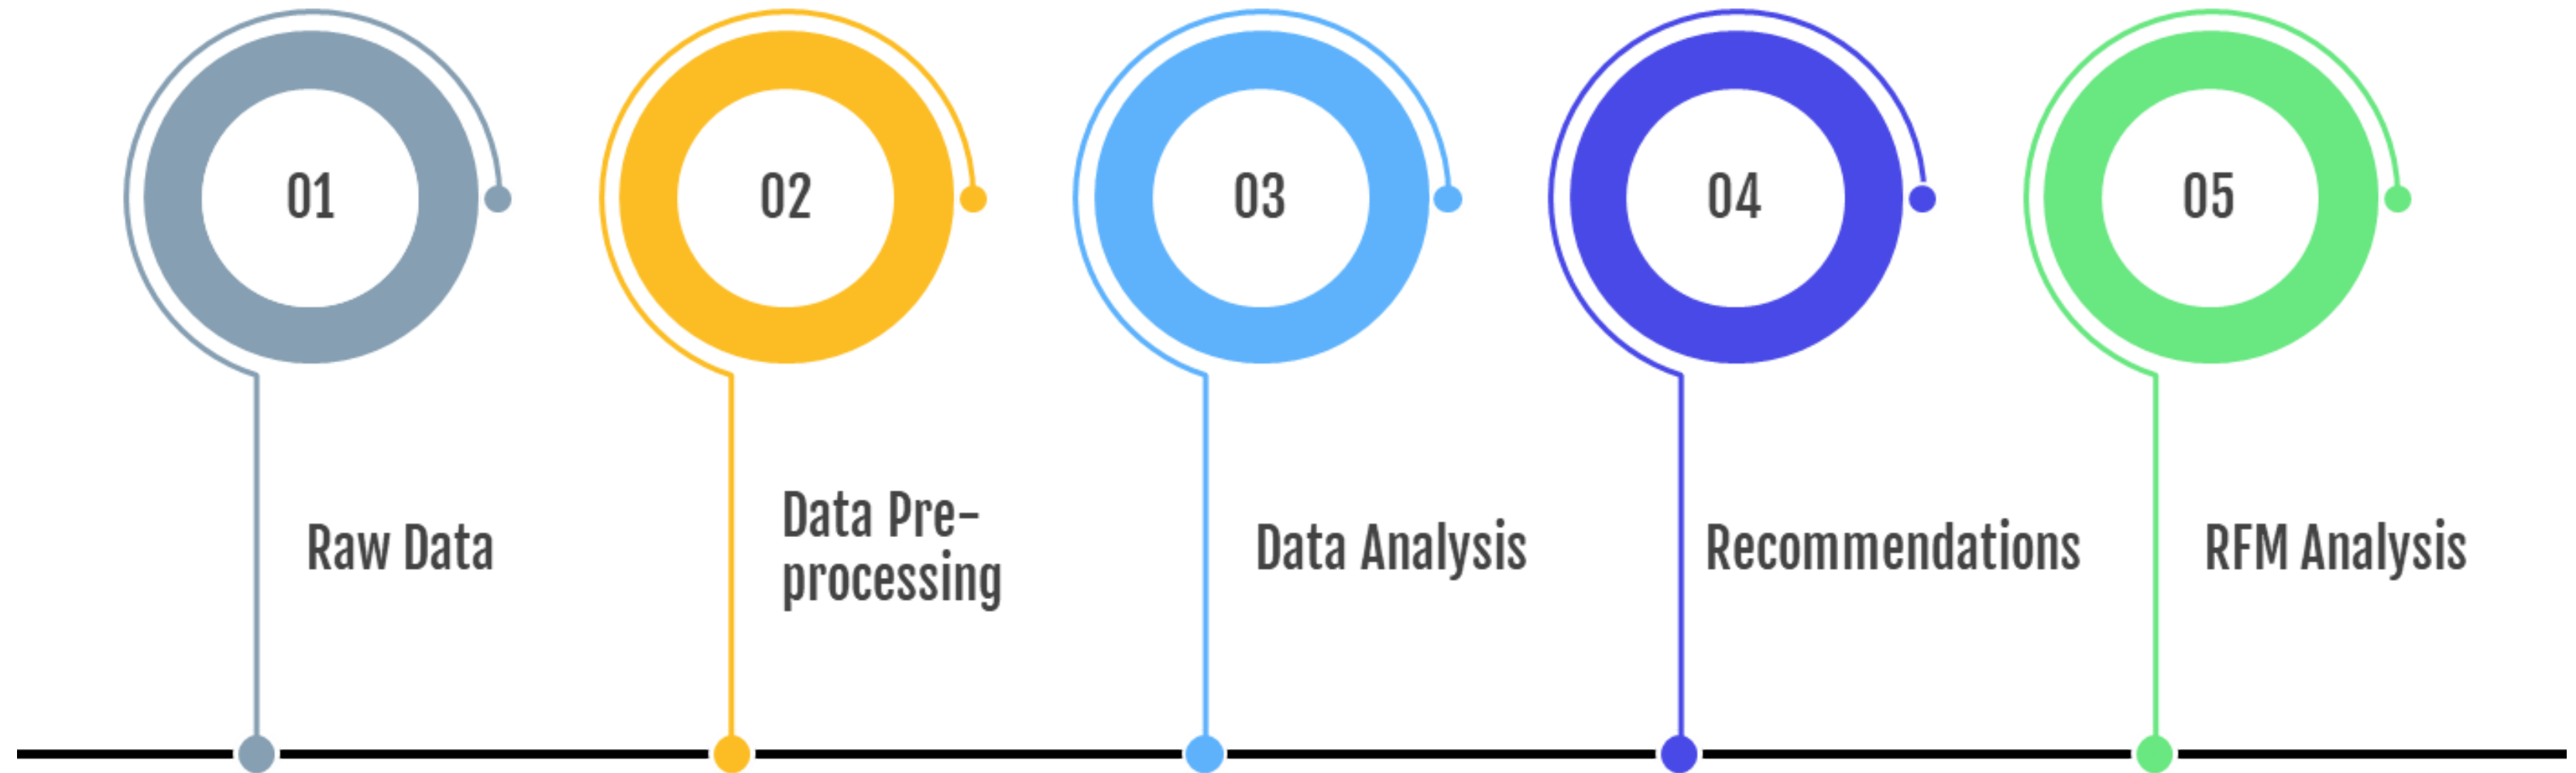 01
02
03
04
05
Raw Data
Data Pre-
processing
Data Analysis
Recommendations
RFM Analysis